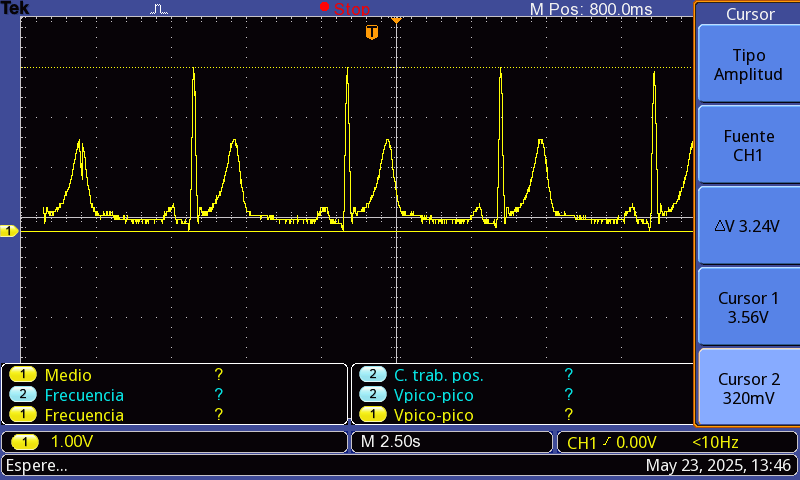 Tek Stop M Pos: 800.0ms Cursor
T
Tipo
Amplitud
Fuente
CH1
1
△V 3.24V
Cursor 1
3.56V
Cursor 2
320mV
1 Medio ?
2 Frecuencia ?
1 Frecuencia ?
2 C. trab. pos. ?
2 Vpico-pico ?
1 Vpico-pico ?
1 1.00V M 2.50s CH1 0.00V <10Hz
Espere... May 23, 2025, 13:46